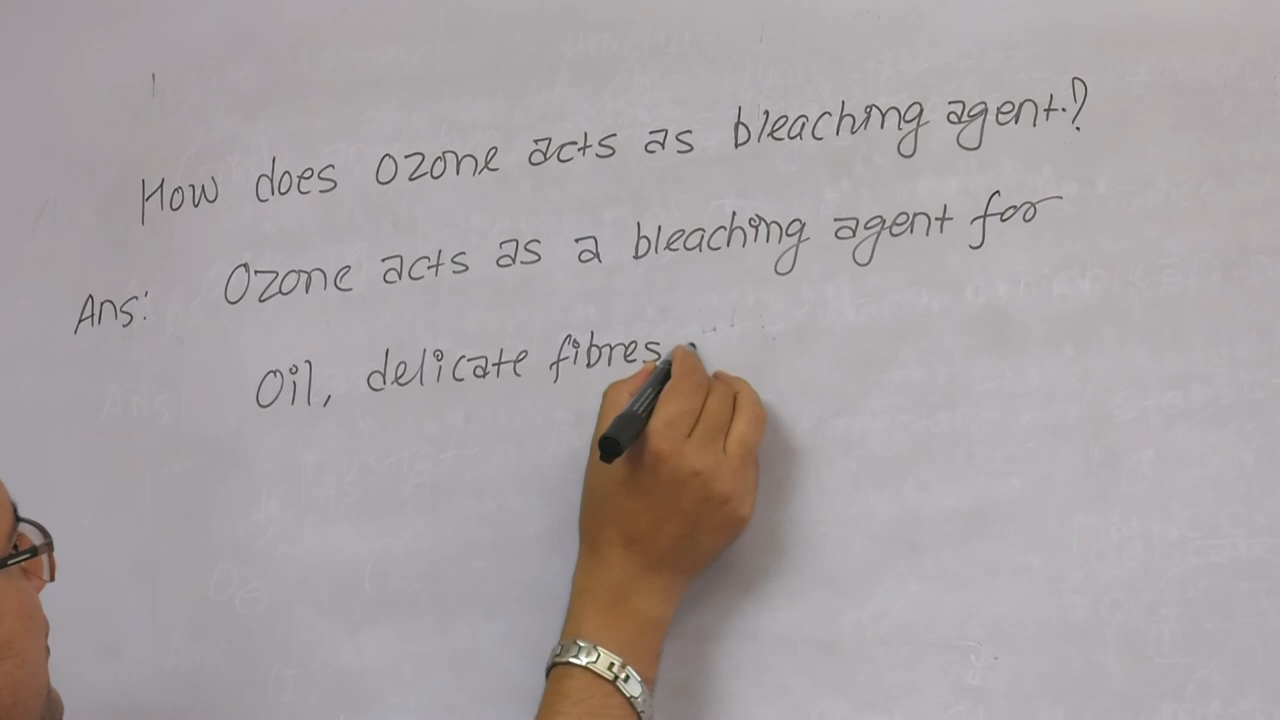 How does ozone acts as bleaching agent.?
Ans: Ozone acts as a bleaching agent for
Oil, delicate fibres